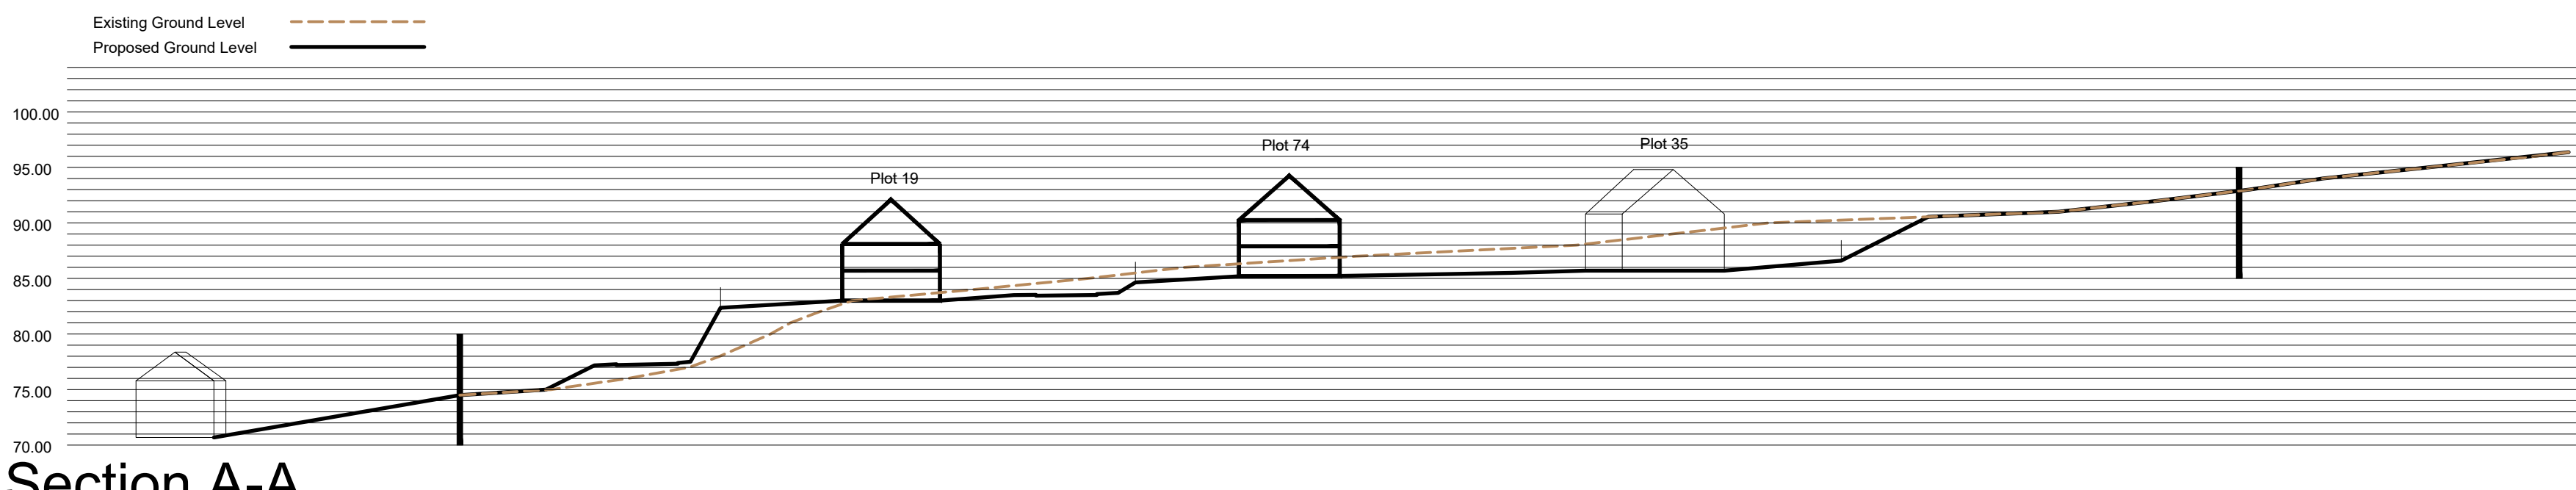 Existing Ground Level
Proposed Ground Level
100.00
Plot 35
Plot 74
95.00
Plot 19
90.00
85.00
80.00
75.00
70.00
Section A-A